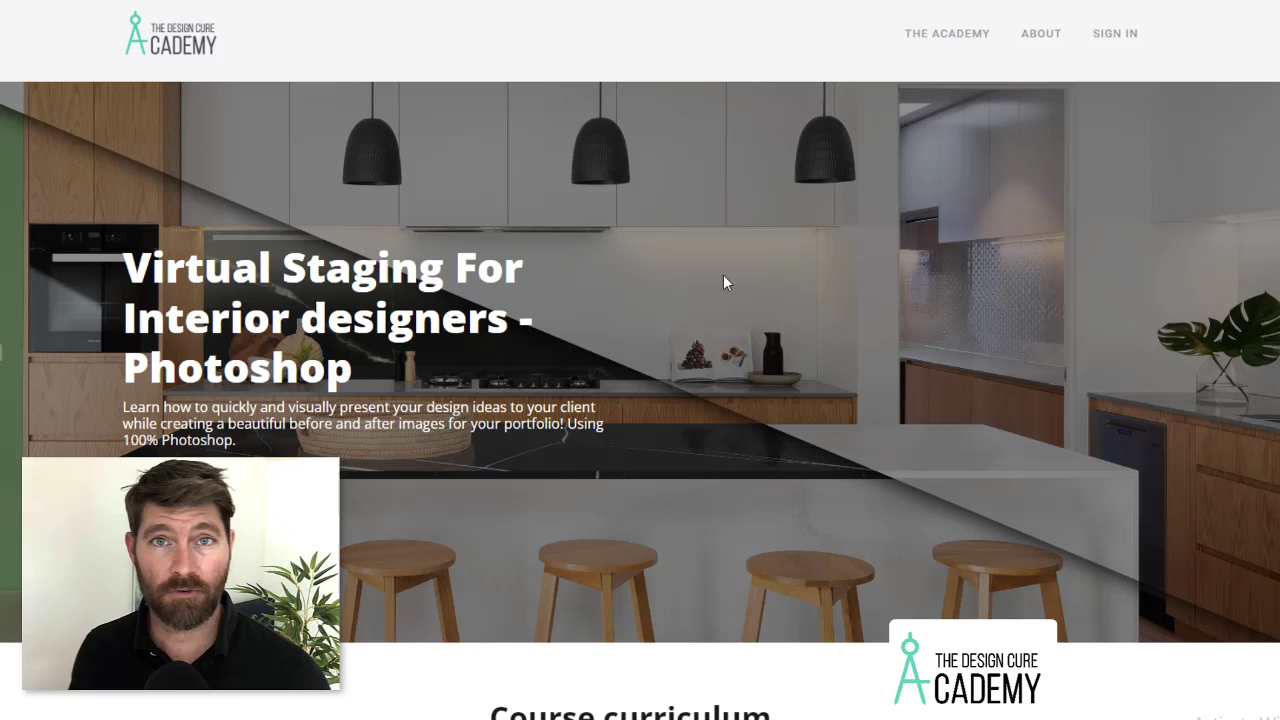 THE DESIGN CURE
ACADEMY
THE ACADEMY ABOUT SIGN IN
Virtual Staging For
Interior designers -
Photoshop
Learn how to quickly and visually present your design ideas to your client
while creating a beautiful before and after images for your portfolio! Using
100% Photoshop.
THE DESIGN CURE
ACADEMY
Course curriculum